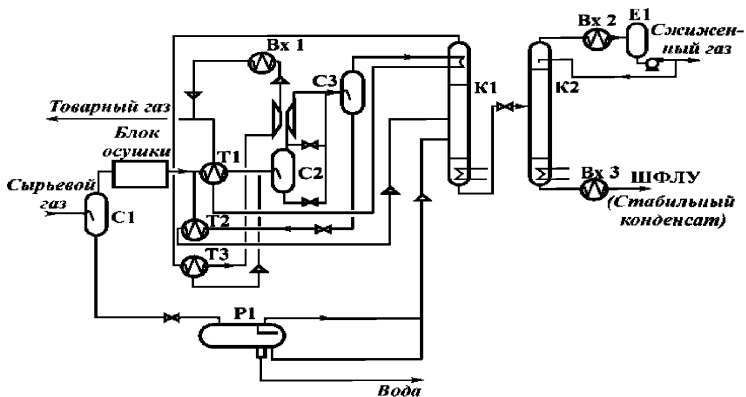 Вх 2
Е1
Сжижен-
ный газ
Вх 1
С3
К1
К2
Товарный газ
Блок
осушки
Т1
С2
Вх 3
ШФЛУ
(Стабильный
конденсат)
Сырьевой
газ
С1
Т2
Т3
Р1
Вода